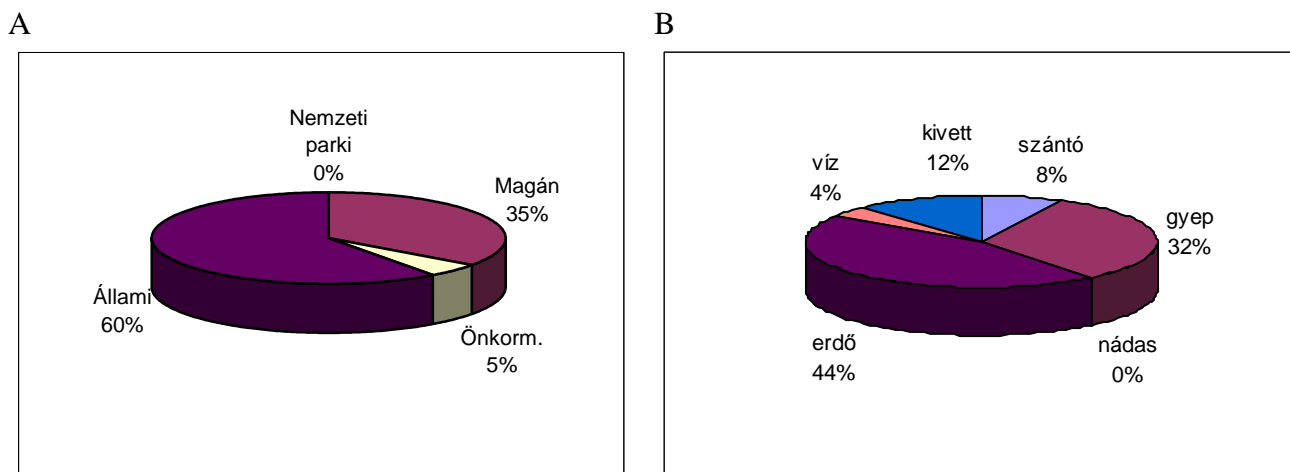 A
Nemzeti
parki
0%
Magán
35%
Állami
60%
Önkorm.
5%
B
kivett
12%
szántó
8%
víz
4%
gyep
32%
erdő
44%
nádas
0%